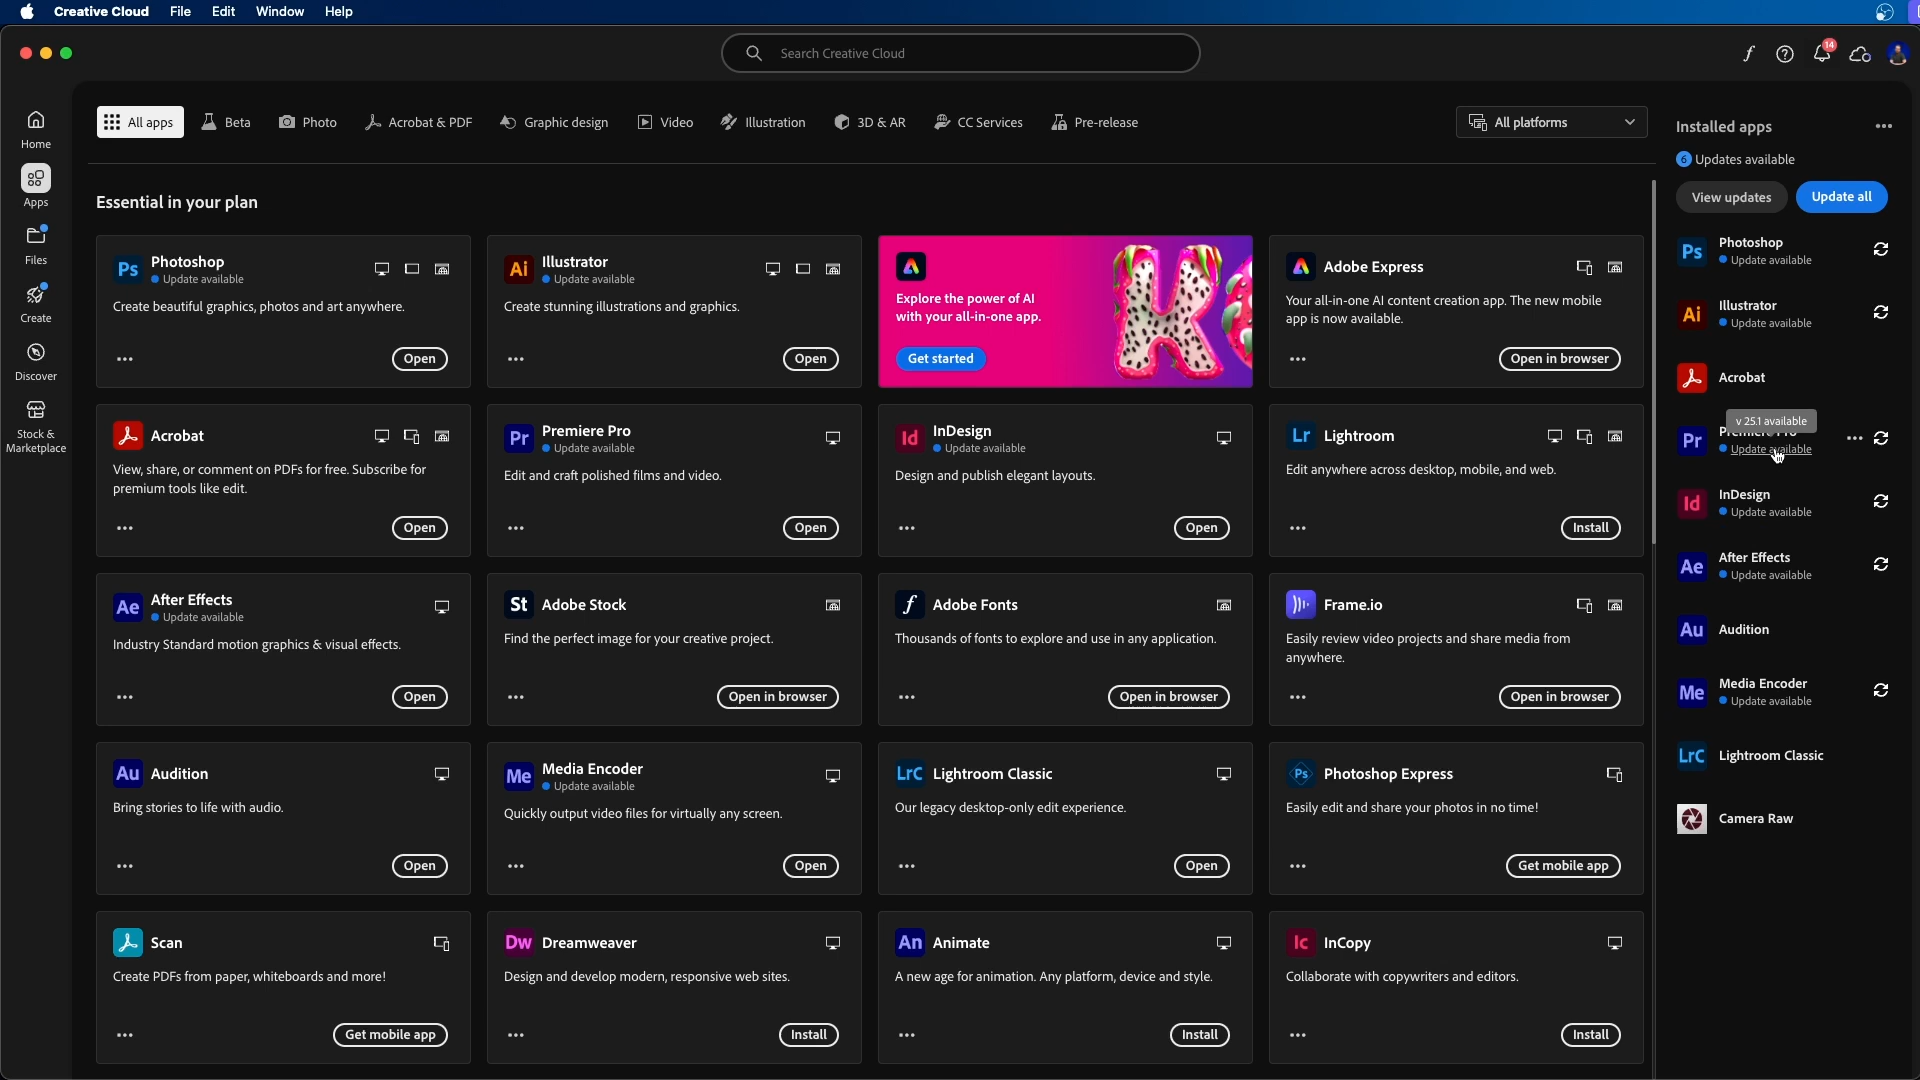 Creative Cloud File Edit Window Help
Search Creative Cloud
14
Home
Apps
Files
Create
Discover
Stock &
Marketplace
All apps Beta Photo Acrobat & PDF Graphic design Video Illustration 3D & AR CC Services Pre-release
All platforms
Essential in your plan
Ps Photoshop
Update available
Create beautiful graphics, photos and art anywhere.
Open
Ai Illustrator
Update available
Create stunning illustrations and graphics.
Open
Explore the power of AI
with your all-in-one app.
Get started
Adobe Express
Your all-in-one AI content creation app. The new mobile
app is now available.
Open in browser
Acrobat
View, share, or comment on PDFs for free. Subscribe for
premium tools like edit.
Open
Pr Premiere Pro
Update available
Edit and craft polished films and video.
Open
Id InDesign
Update available
Design and publish elegant layouts.
Open
Lr Lightroom
Edit anywhere across desktop, mobile, and web.
Install
Ae After Effects
Update available
Industry Standard motion graphics & visual effects.
Open
St Adobe Stock
Find the perfect image for your creative project.
Open in browser
f Adobe Fonts
Thousands of fonts to explore and use in any application.
Open in browser
Frame.io
Easily review video projects and share media from
anywhere.
Open in browser
Au Audition
Bring stories to life with audio.
Open
Me Media Encoder
Update available
Quickly output video files for virtually any screen.
Open
LrC Lightroom Classic
Our legacy desktop-only edit experience.
Open
Ps Photoshop Express
Easily edit and share your photos in no time!
Get mobile app
Scan
Create PDFs from paper, whiteboards and more!
Get mobile app
Dw Dreamweaver
Design and develop modern, responsive web sites.
Install
An Animate
A new age for animation. Any platform, device and style.
Install
Ic InCopy
Collaborate with copywriters and editors.
Install
Installed apps
6 Updates available
View updates Update all
Ps Photoshop
Update available
Ai Illustrator
Update available
Acrobat
v 25.1 available
Pr Premiere Pro
Update available
Id InDesign
Update available
Ae After Effects
Update available
Au Audition
Me Media Encoder
Update available
LrC Lightroom Classic
Camera Raw